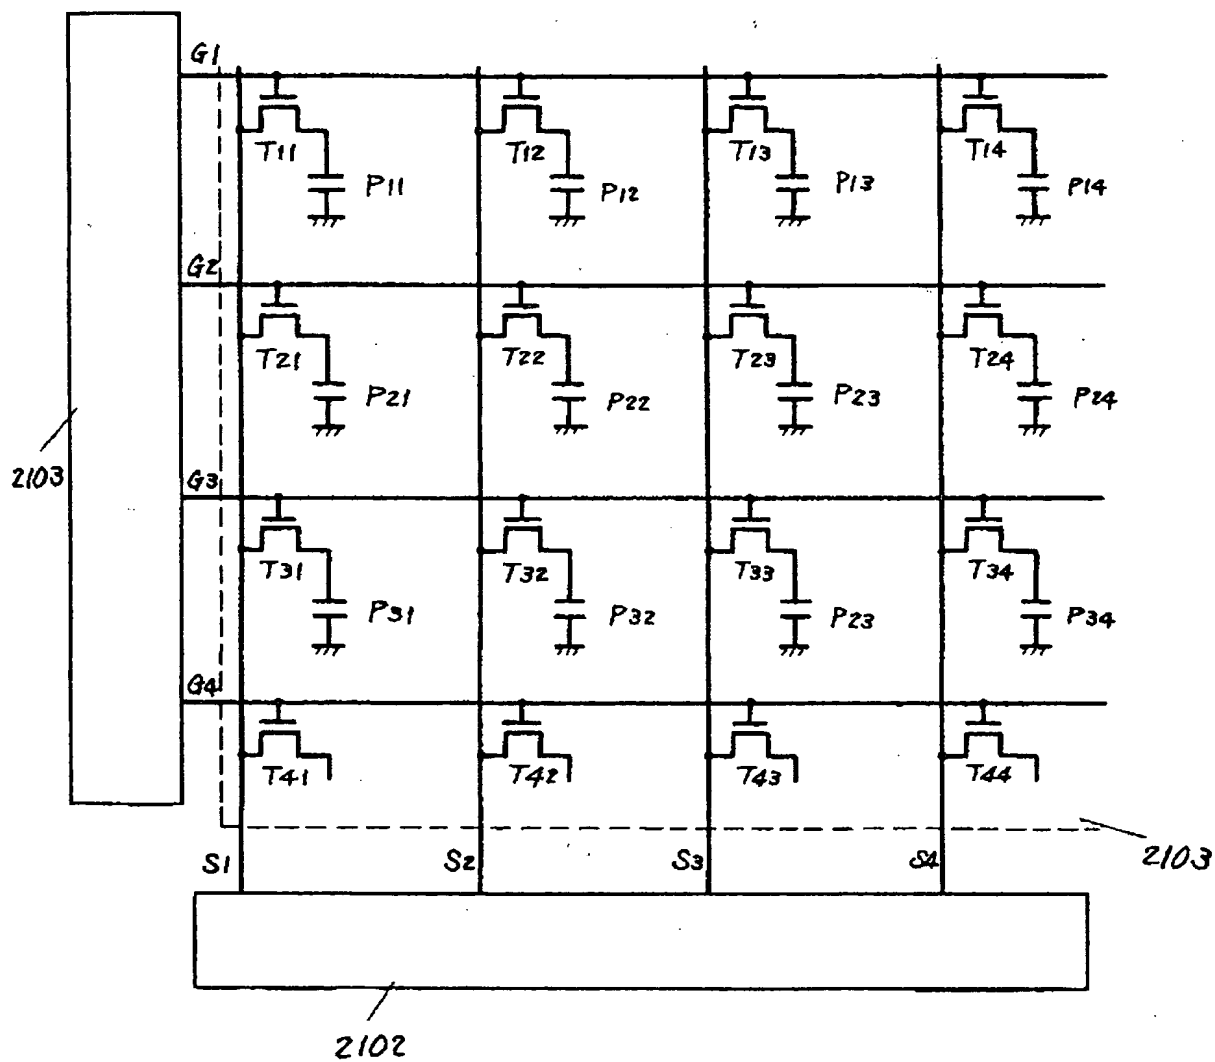 G1
T11 T12 T13 T14
P11 P12 P13 P14
G2
T21 T22 T23 T24
P21 P22 P23 P24
2103
G3
T31 T32 T33 T34
P31 P32 P23 P34
G4
T41 T42 T43 T44
S1 S2 S3 S4
2103
2102